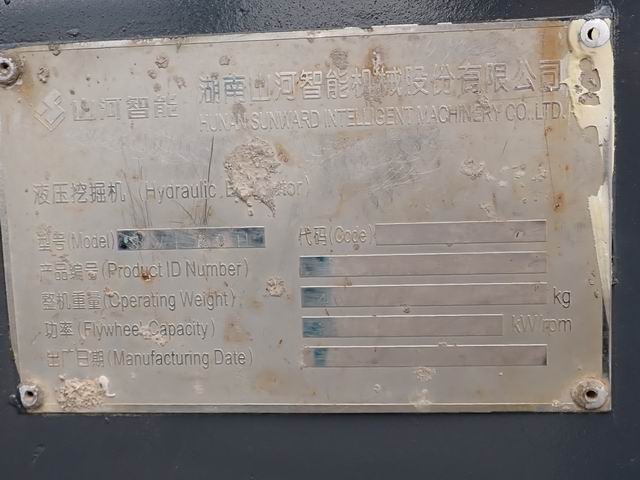 山河智能 湖南山河智能机械股份有限公司
HUNAN SUNWARD INTELLIGENT MACHINERY CO.,LTD.
液压挖掘机 (Hydraulic
型号(Model) 代码(Code)
产品编号(Product ID Number)
整机重量(Operating Weight) kg
功率(Flywheel Capacity) kW/rpm
出厂日期(Manufacturing Date)